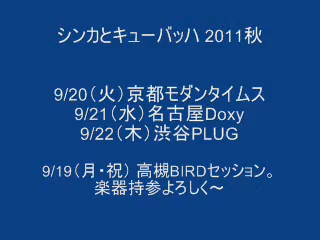 シンカとキューバッハ 2011秋
9/20（火）京都モダンタイムス
9/21（水）名古屋Doxy
9/22（木）渋谷PLUG
9/19（月・祝） 高槻BIRDセッション。
楽器持参よろしく〜